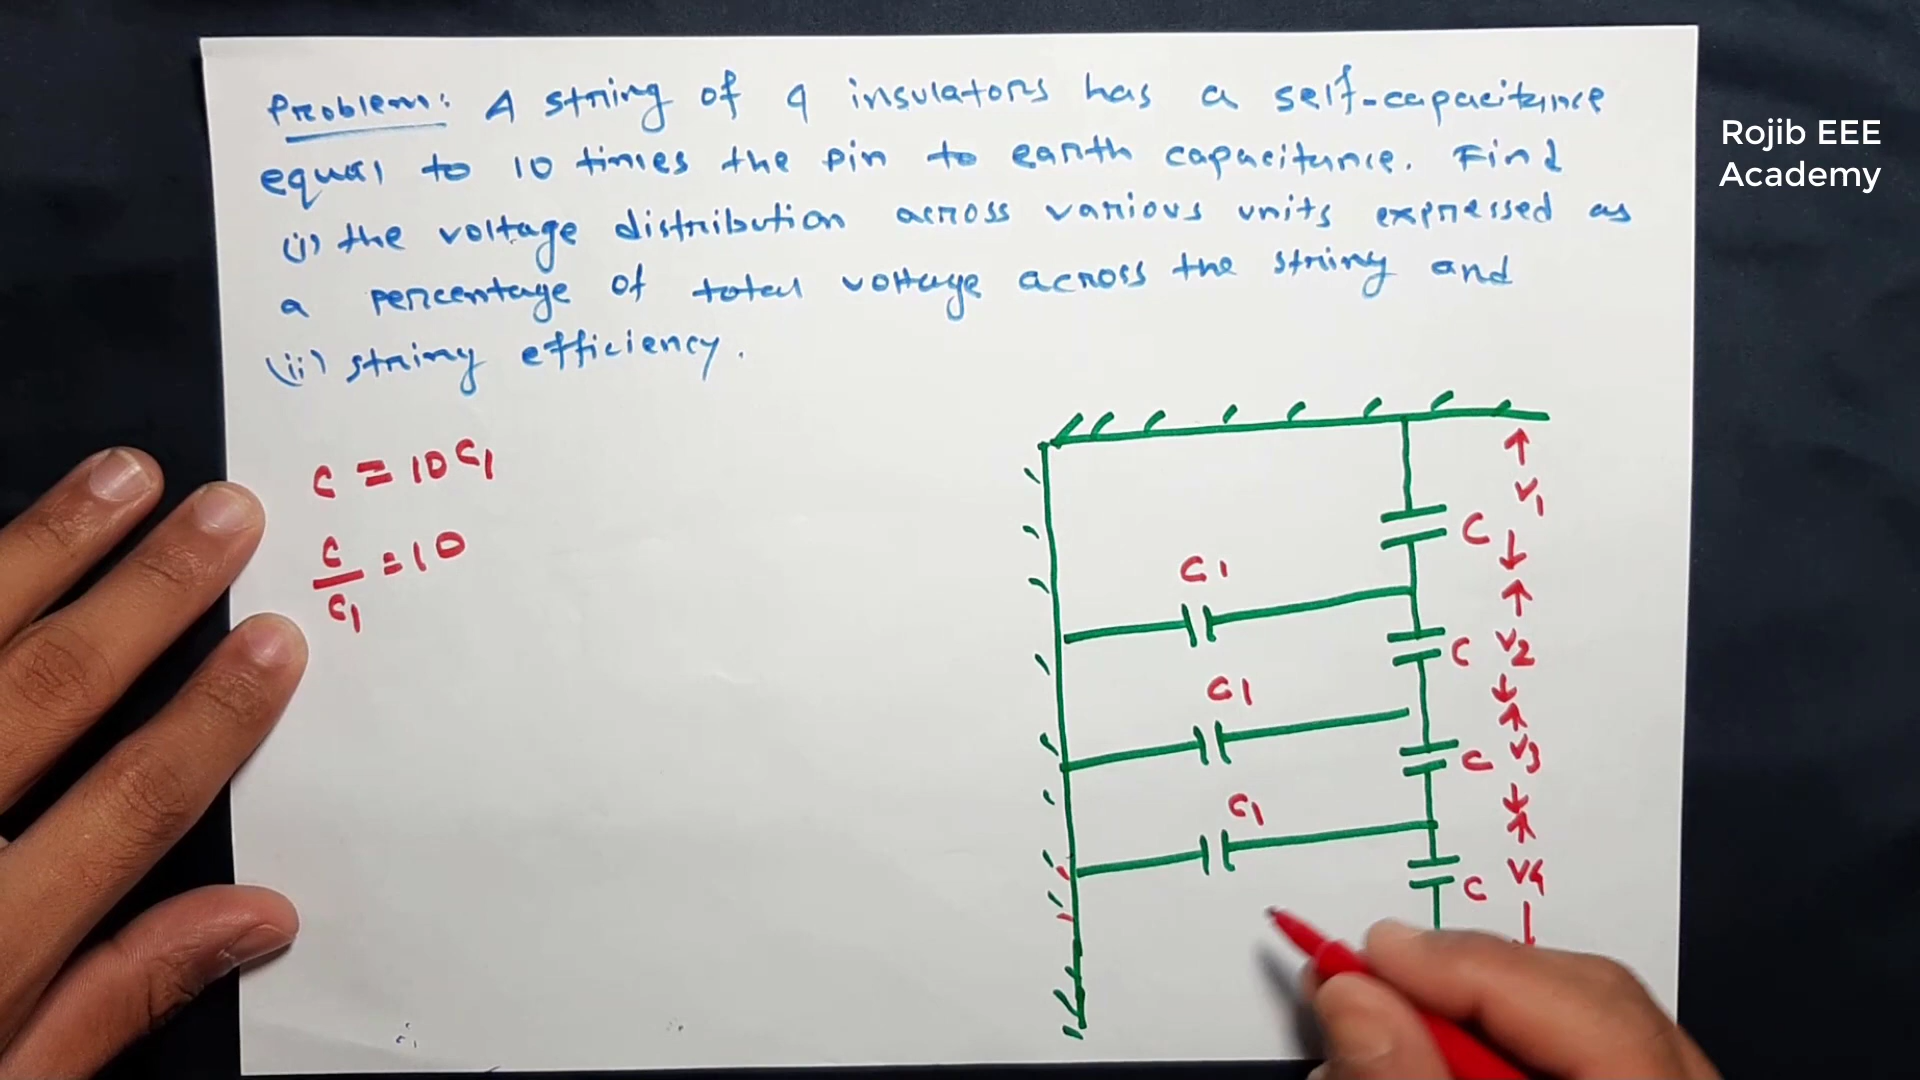 Problem: A string of 4 insulators has a self-capacitance
equal to 10 times the pin to earth capacitance. Find
(i) the voltage distribution across various units expressed as
a percentage of total voltage across the string and
(ii) string efficiency.
Rojib EEE
Academy
C = 10C1
C/C1 = 10
V1
C
C1
C
V2
C1
C
V3
C1
C
V4